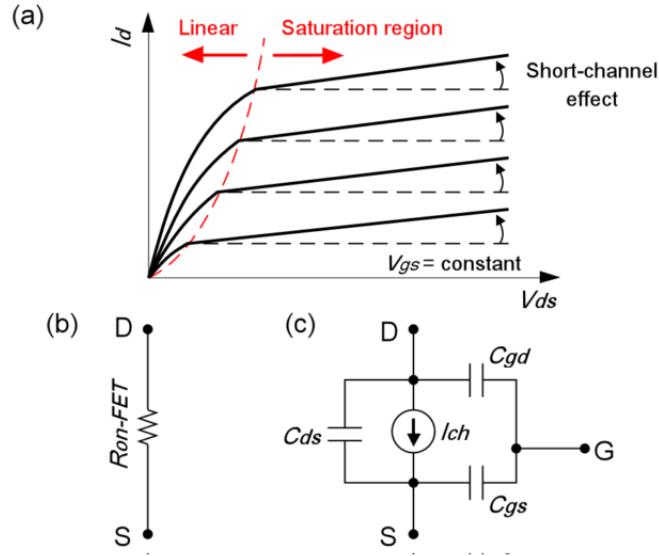 (a)
Id
Linear
Saturation region
Short-channel
effect
Vgs = constant
Vds
(b)
D
Ron-FET
S
(c)
D
Cgd
Cds
Ich
G
Cgs
S